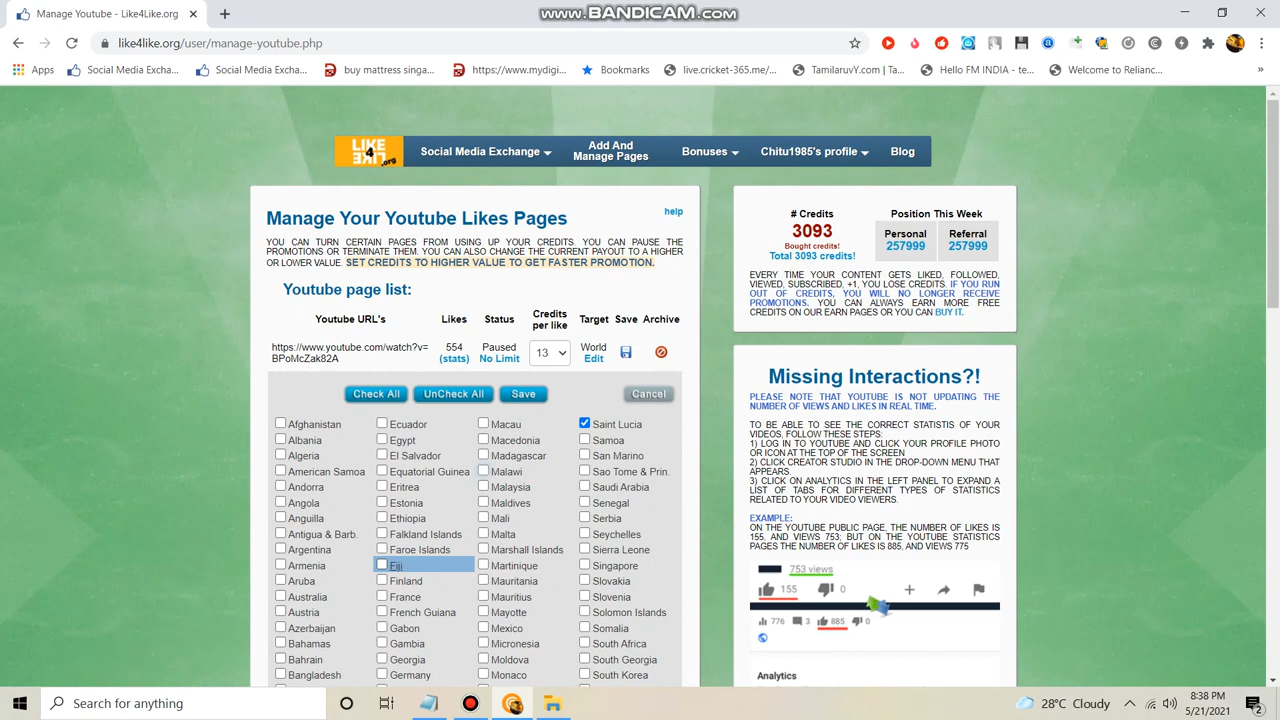 www.BANDICAM.com
Manage Youtube - Like4Like.org
like4like.org/user/manage-youtube.php
Apps
Social Media Excha...
Social Media Excha...
buy mattress singa...
https://www.mydigi...
Bookmarks
live.cricket-365.me/...
TamilaruvY.com | Ta...
Hello FM INDIA - te...
Welcome to Relianc...
LIKE
4
.org
Social Media Exchange
Add And
Manage Pages
Bonuses
Chitu1985's profile
Blog
Manage Your Youtube Likes Pages
help
YOU CAN TURN CERTAIN PAGES FROM USING UP YOUR CREDITS. YOU CAN PAUSE THE
PROMOTIONS OR TERMINATE THEM. YOU CAN ALSO CHANGE THE CURRENT PAYOUT TO A HIGHER
OR LOWER VALUE. SET CREDITS TO HIGHER VALUE TO GET FASTER PROMOTION.
Youtube page list:
Youtube URL's Likes Status Credits per like Target Save Archive
https://www.youtube.com/watch?v=
BPoMcZak82A
554
(stats)
Paused
No Limit
13
World
Edit
Check All UnCheck All Save Cancel
Afghanistan Ecuador Macau Saint Lucia
Albania Egypt Macedonia Samoa
Algeria El Salvador Madagascar San Marino
American Samoa Equatorial Guinea Malawi Sao Tome & Prin.
Andorra Eritrea Malaysia Saudi Arabia
Angola Estonia Maldives Senegal
Anguilla Ethiopia Mali Serbia
Antigua & Barb. Falkland Islands Malta Seychelles
Argentina Faroe Islands Marshall Islands Sierra Leone
Armenia Fiji Martinique Singapore
Aruba Finland Mauritania Slovakia
Australia France Mauritius Slovenia
Austria French Guiana Mayotte Solomon Islands
Azerbaijan Gabon Mexico Somalia
Bahamas Gambia Micronesia South Africa
Bahrain Georgia Moldova South Georgia
Bangladesh Germany Monaco South Korea
# Credits
3093
Bought credits!
Total 3093 credits!
Position This Week
Personal
257999
Referral
257999
EVERY TIME YOUR CONTENT GETS LIKED, FOLLOWED,
VIEWED, SUBSCRIBED, +1, YOU LOSE CREDITS. IF YOU RUN
OUT OF CREDITS, YOU WILL NO LONGER RECEIVE
PROMOTIONS. YOU CAN ALWAYS EARN MORE FREE
CREDITS ON OUR EARN PAGES OR YOU CAN BUY IT.
Missing Interactions?!
PLEASE NOTE THAT YOUTUBE IS NOT UPDATING THE
NUMBER OF VIEWS AND LIKES IN REAL TIME.
TO BE ABLE TO SEE THE CORRECT STATISTIS OF YOUR
VIDEOS, FOLLOW THESE STEPS:
1) LOG IN TO YOUTUBE AND CLICK YOUR PROFILE PHOTO
OR ICON AT THE TOP OF THE SCREEN
2) CLICK CREATOR STUDIO IN THE DROP-DOWN MENU THAT
APPEARS.
3) CLICK ON ANALYTICS IN THE LEFT PANEL TO EXPAND A
LIST OF TABS FOR DIFFERENT TYPES OF STATISTICS
RELATED TO YOUR VIDEO VIEWERS.
EXAMPLE:
ON THE YOUTUBE PUBLIC PAGE, THE NUMBER OF LIKES IS
155, AND VIEWS 753; BUT ON THE YOUTUBE STATISTICS
PAGES THE NUMBER OF LIKES IS 885, AND VIEWS 775
753 views
155 0
776 3 885 0
Analytics
Type here to search: Search for anything
28°C Cloudy
8:38 PM
5/21/2021
2